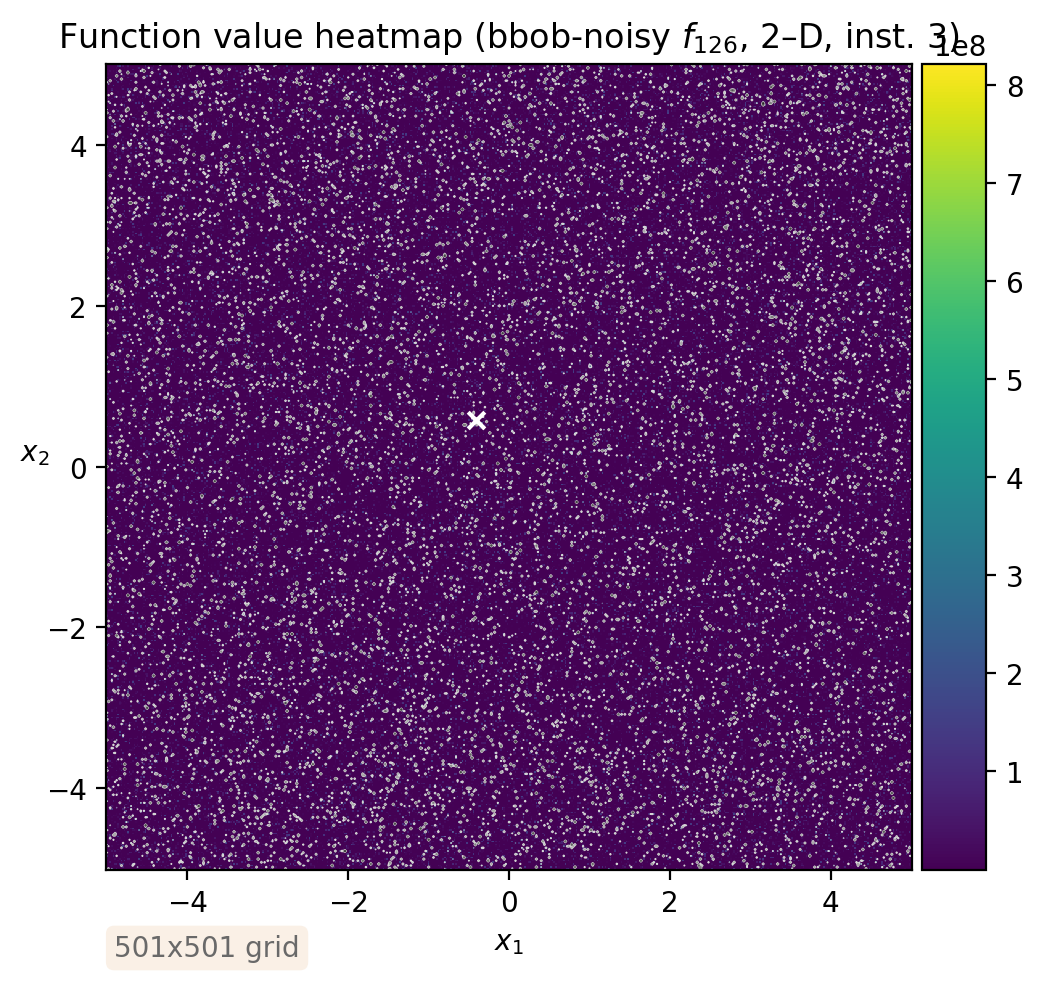 Function value heatmap (bbob-noisy f₁₂₆, 2–D, inst. 3)
1e8
8
7
6
5
4
3
2
1
4
2
0
−2
−4
x₂
−4 −2 0 2 4
x₁
501x501 grid